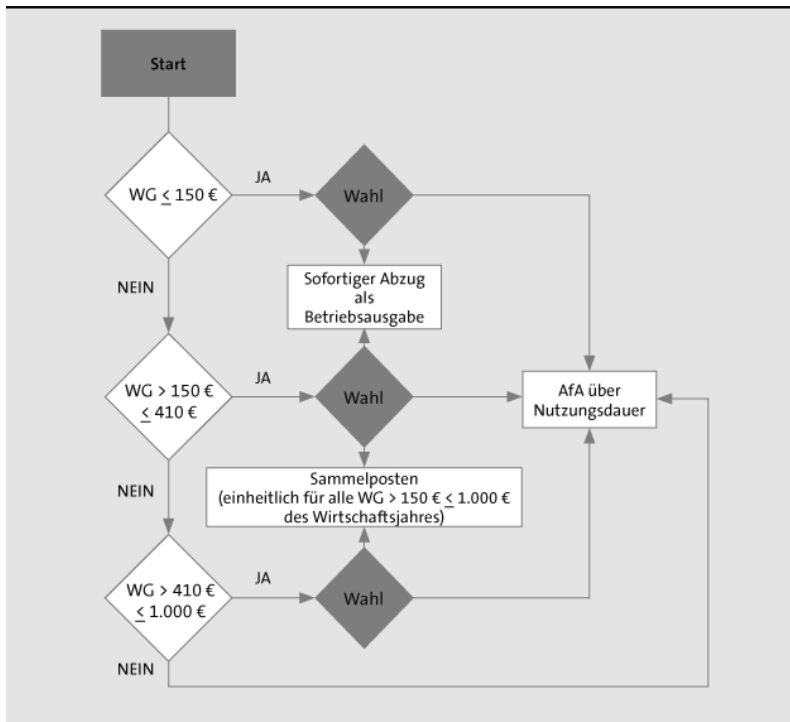 Start
WG ≤ 150 €
JA
Wahl
Sofortiger Abzug
als
Betriebsausgabe
NEIN
WG > 150 €
≤ 410 €
JA
Wahl
AfA über
Nutzungsdauer
Sammelposten
(einheitlich für alle WG > 150 € ≤ 1.000 €
des Wirtschaftsjahres)
NEIN
WG > 410 €
≤ 1.000 €
JA
Wahl
NEIN